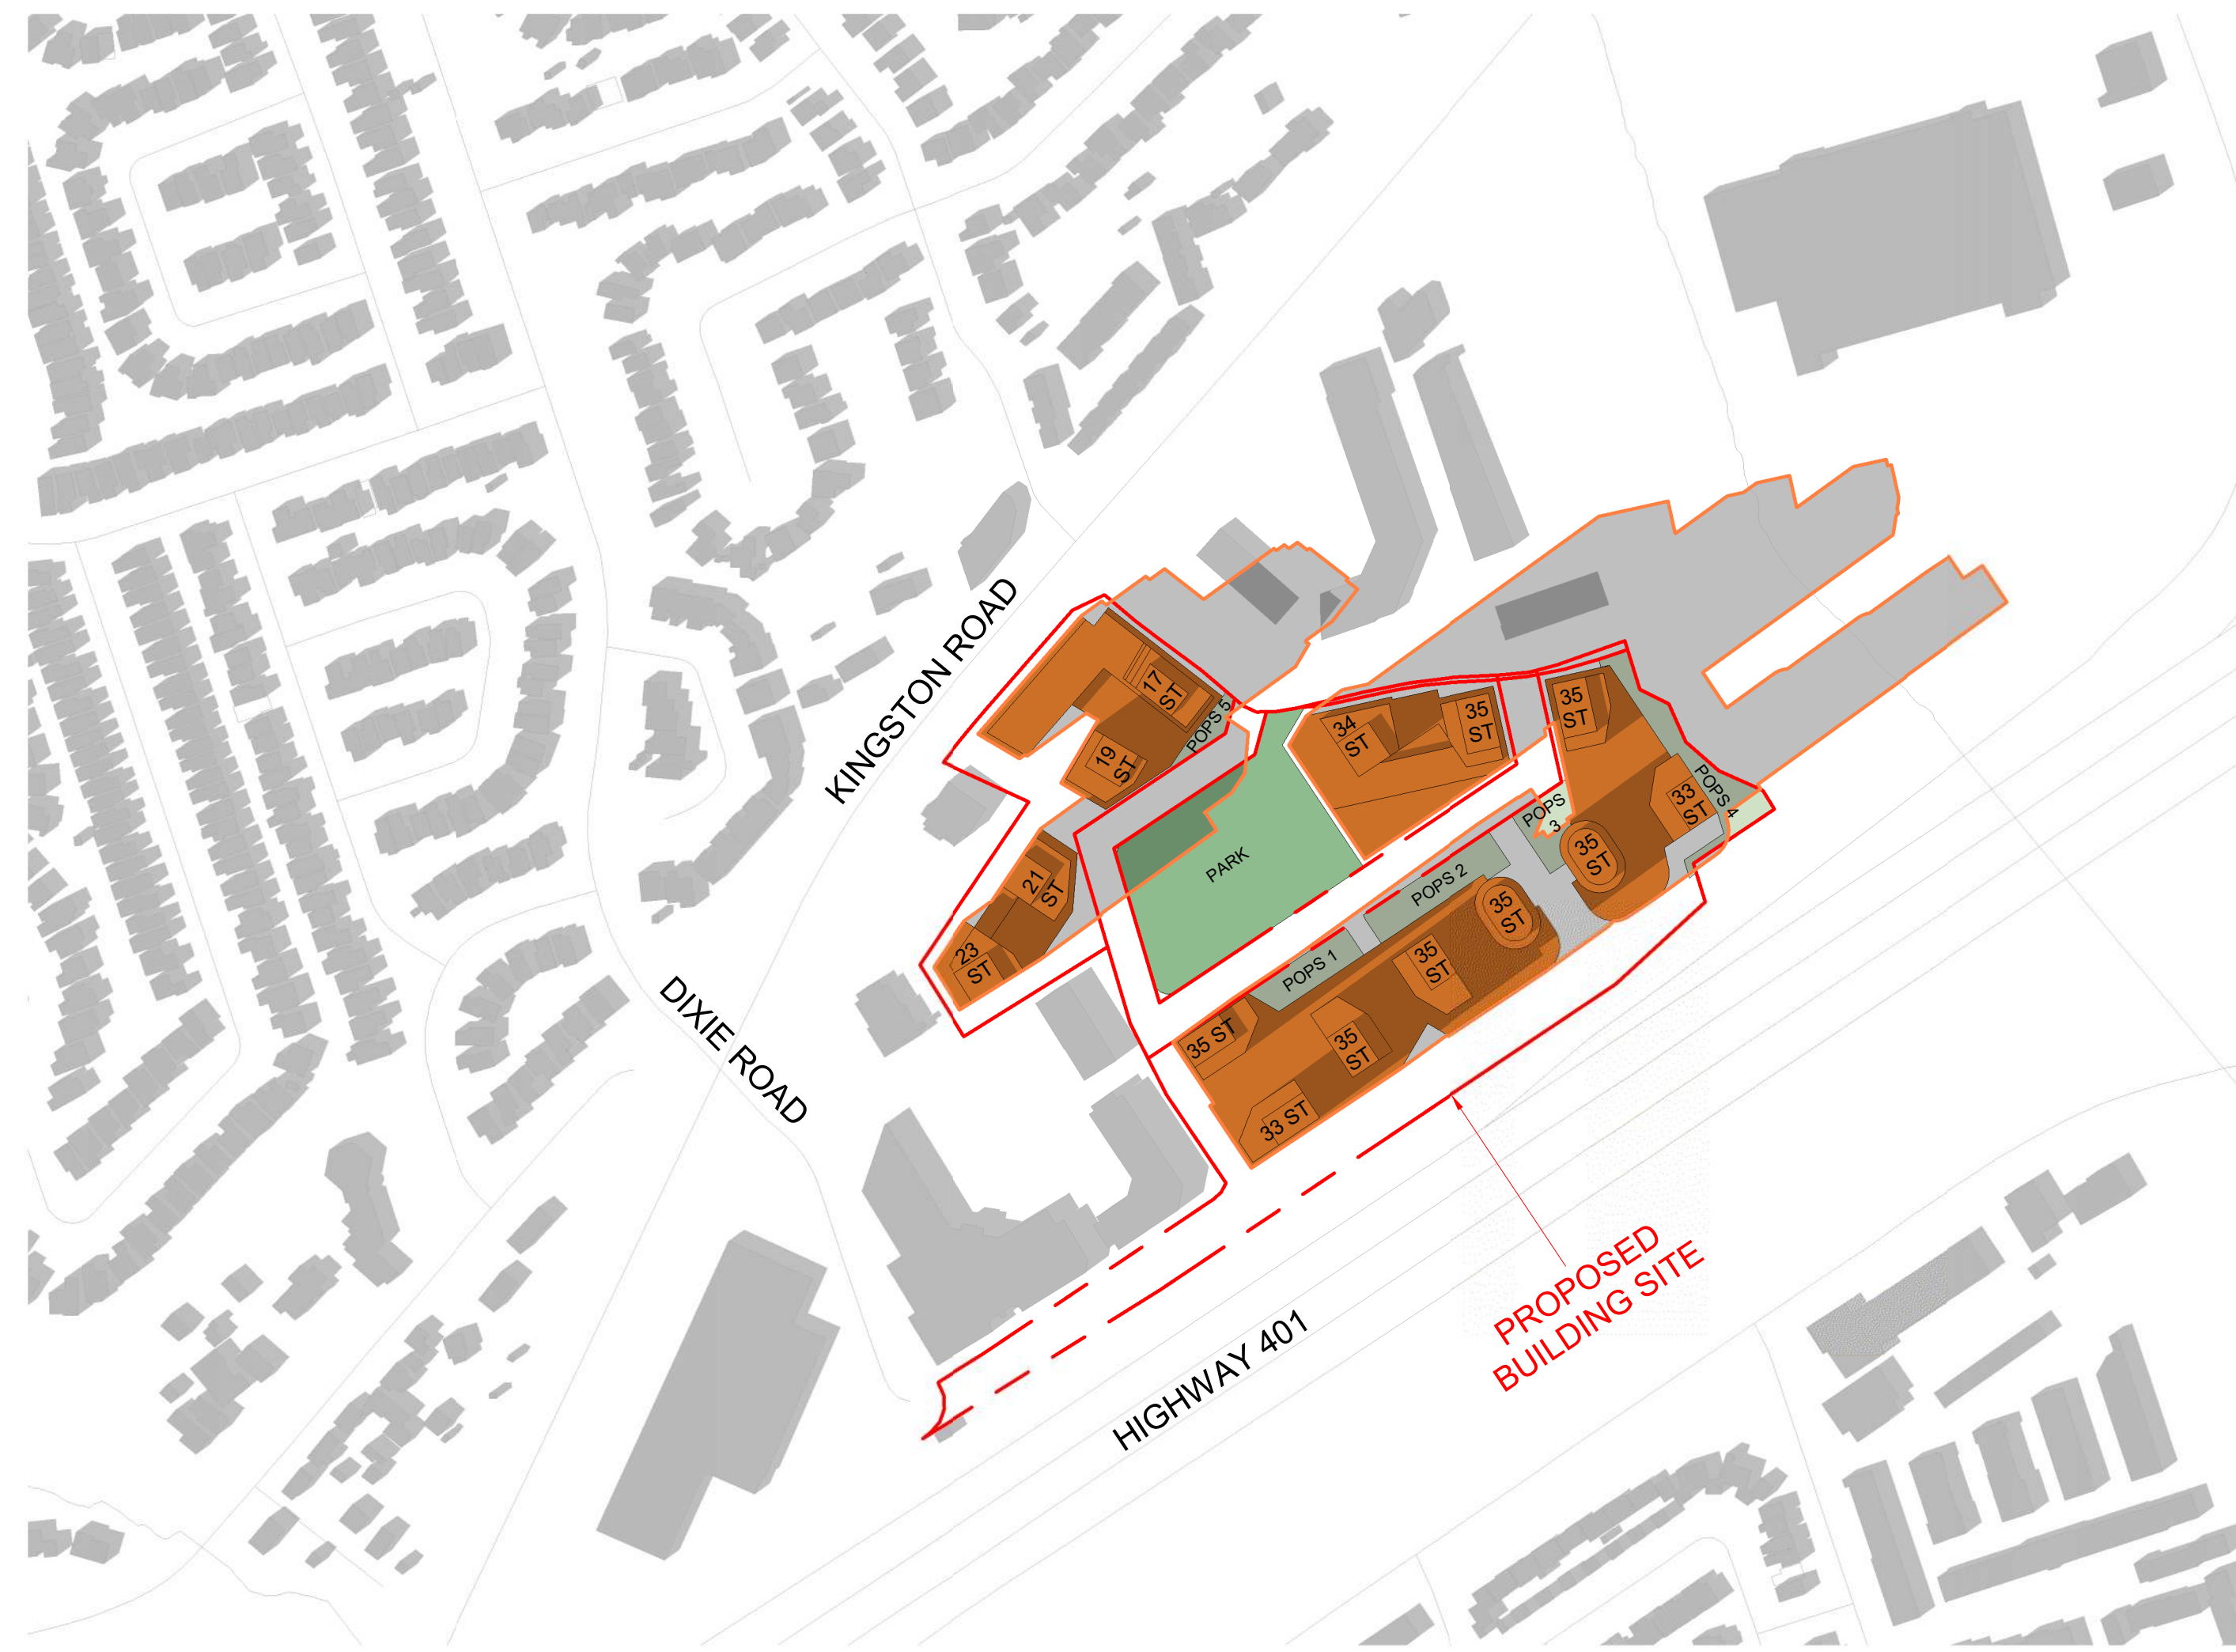 KINGSTON ROAD
DIXIE ROAD
HIGHWAY 401
PROPOSED
BUILDING SITE
17
ST
19
ST
POPS 5
21
ST
23
ST
PARK
34
ST
35
ST
35
ST
33
ST
POPS 4
POPS
3
35
ST
POPS 2
35
ST
35
ST
POPS 1
35 ST
35
ST
33 ST